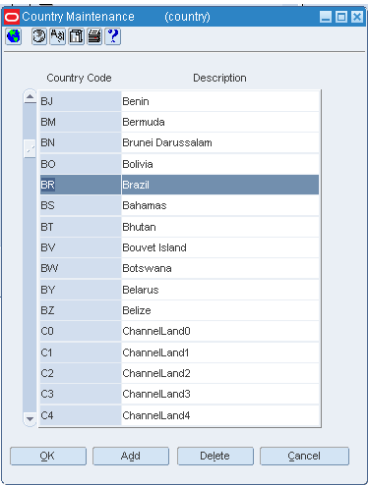 Country Maintenance (country)
Country Code Description
BJ Benin
BM Bermuda
BN Brunei Darussalam
BO Bolivia
BR Brazil
BS Bahamas
BT Bhutan
BV Bouvet Island
BW Botswana
BY Belarus
BZ Belize
C0 ChannelLand0
C1 ChannelLand1
C2 ChannelLand2
C3 ChannelLand3
C4 ChannelLand4
OK Add Delete Cancel